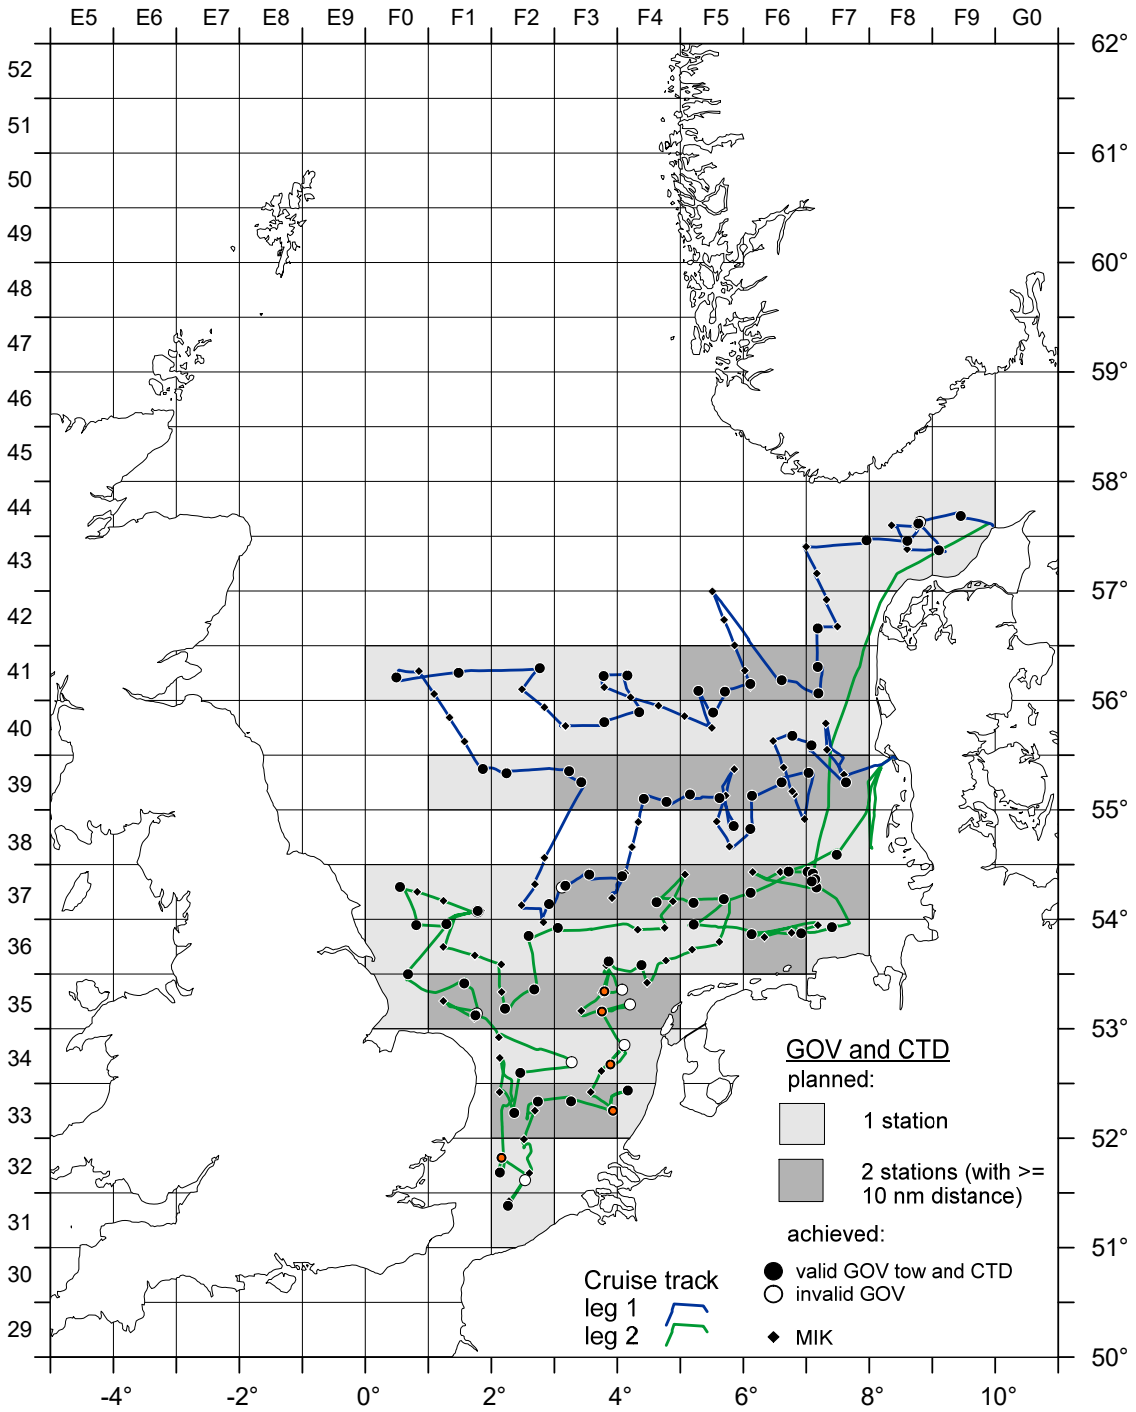 E5 E6 E7 E8 E9 F0 F1 F2 F3 F4 F5 F6 F7 F8 F9 G0
62°
52
51
61°
50
49
60°
48
47
59°
46
45
58°
44
43
57°
42
41
56°
40
39
55°
38
37
54°
36
35
53°
34
GOV and CTD
planned:
33
1 station
52°
32
2 stations (with >=
10 nm distance)
31
achieved:
51°
30
valid GOV tow and CTD
invalid GOV
Cruise track
leg 1
29
leg 2
MIK
50°
-4° -2° 0° 2° 4° 6° 8° 10°